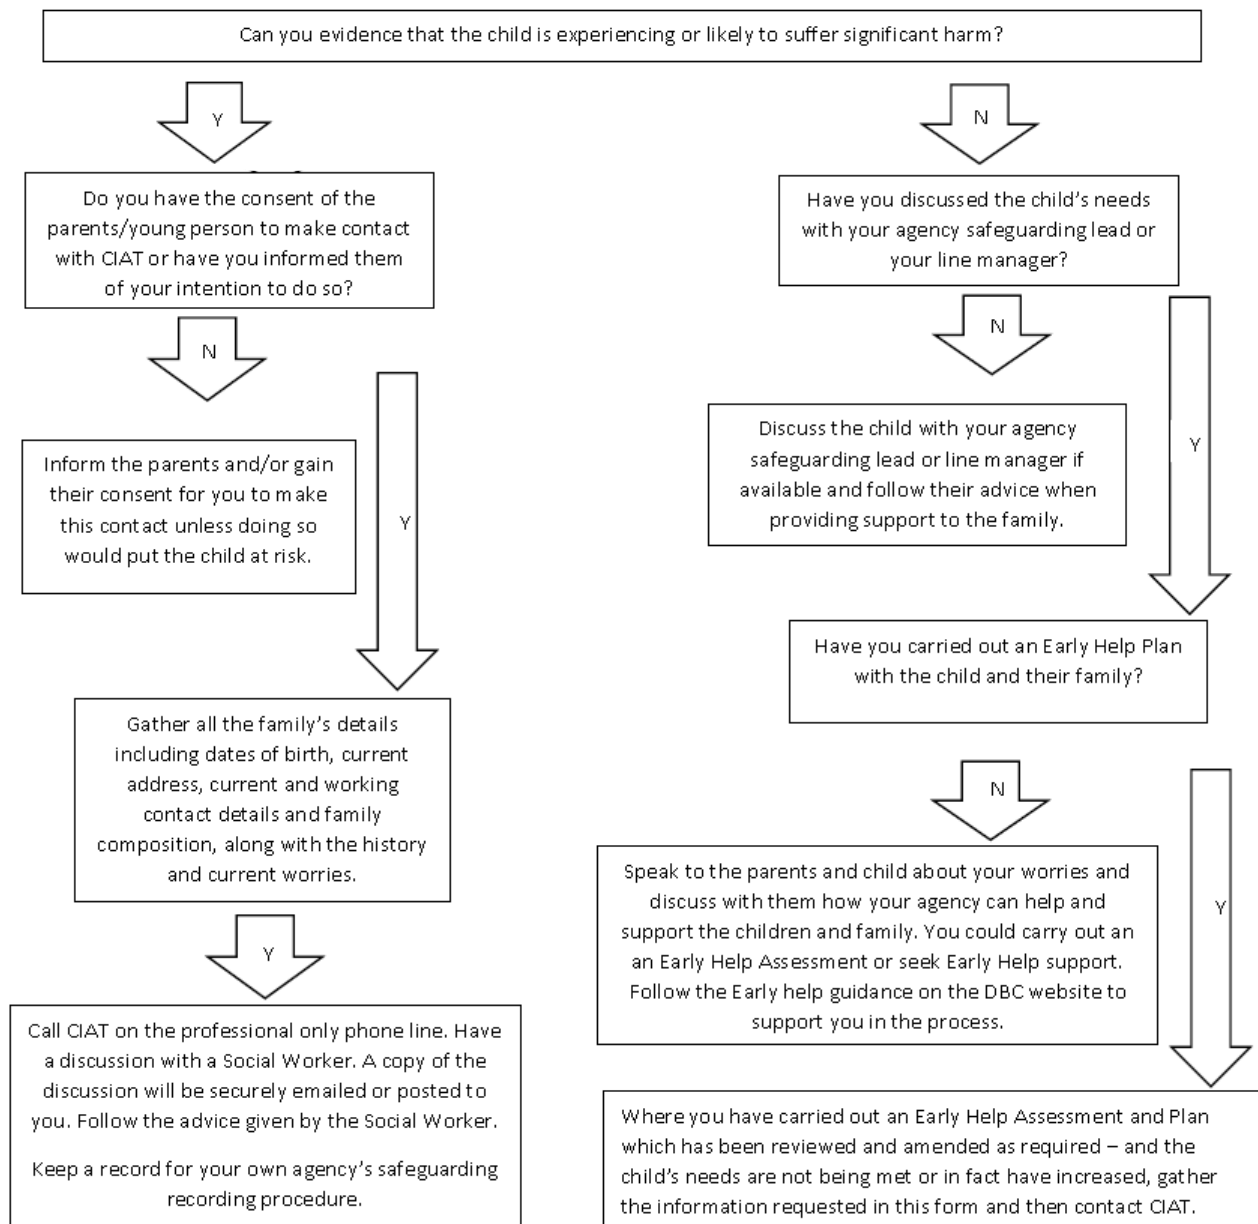 Can you evidence that the child is experiencing or likely to suffer significant harm?
Y
N
Do you have the consent of the
parents/young person to make contact
with CIAT or have you informed them
of your intention to do so?
Have you discussed the child's needs
with your agency safeguarding lead or
your line manager?
N
N
Inform the parents and/or gain
their consent for you to make
this contact unless doing so
would put the child at risk.
Y
Discuss the child with your agency
safeguarding lead or line manager if
available and follow their advice when
providing support to the family.
Y
Have you carried out an Early Help Plan
with the child and their family?
Gather all the family's details
including dates of birth, current
address, current and working
contact details and family
composition, along with the history
and current worries.
N
Y
Speak to the parents and child about your worries and
discuss with them how your agency can help and
support the children and family. You could carry out an
an Early Help Assessment or seek Early Help support.
Follow the Early help guidance on the DBC website to
support you in the process.
Y
Call CIAT on the professional only phone line. Have
a discussion with a Social Worker. A copy of the
discussion will be securely emailed or posted to
you. Follow the advice given by the Social Worker.
Keep a record for your own agency's safeguarding
recording procedure.
Where you have carried out an Early Help Assessment and Plan
which has been reviewed and amended as required – and the
child's needs are not being met or in fact have increased, gather
the information requested in this form and then contact CIAT.